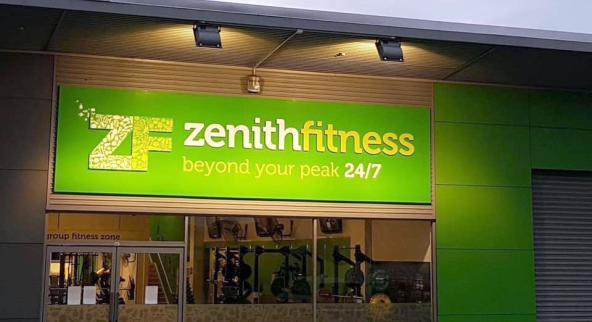 ZF zenithfitness
beyond your peak 24/7
group fitness zone